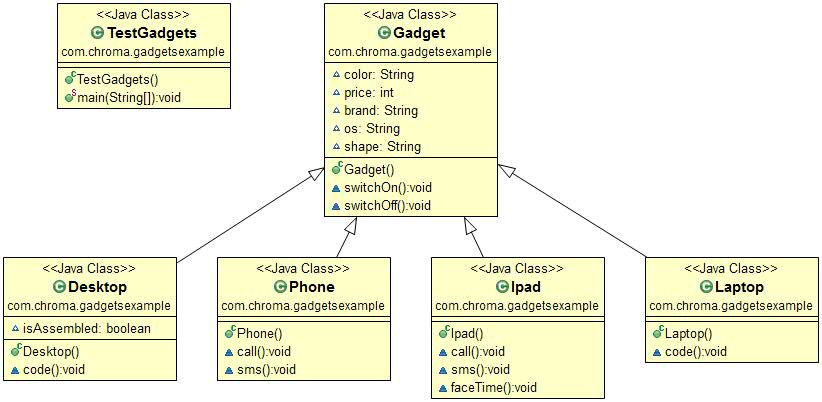 <<Java Class>>
TestGadgets
com.chroma.gadgetsexample
TestGadgets()
main(String[]):void
<<Java Class>>
Gadget
com.chroma.gadgetsexample
color: String
price: int
brand: String
os: String
shape: String
Gadget()
switchOn():void
switchOff():void
<<Java Class>>
Desktop
com.chroma.gadgetsexample
isAssembled: boolean
Desktop()
code():void
<<Java Class>>
Phone
com.chroma.gadgetsexample
Phone()
call():void
sms():void
<<Java Class>>
Ipad
com.chroma.gadgetsexample
Ipad()
call():void
sms():void
faceTime():void
<<Java Class>>
Laptop
com.chroma.gadgetsexample
Laptop()
code():void